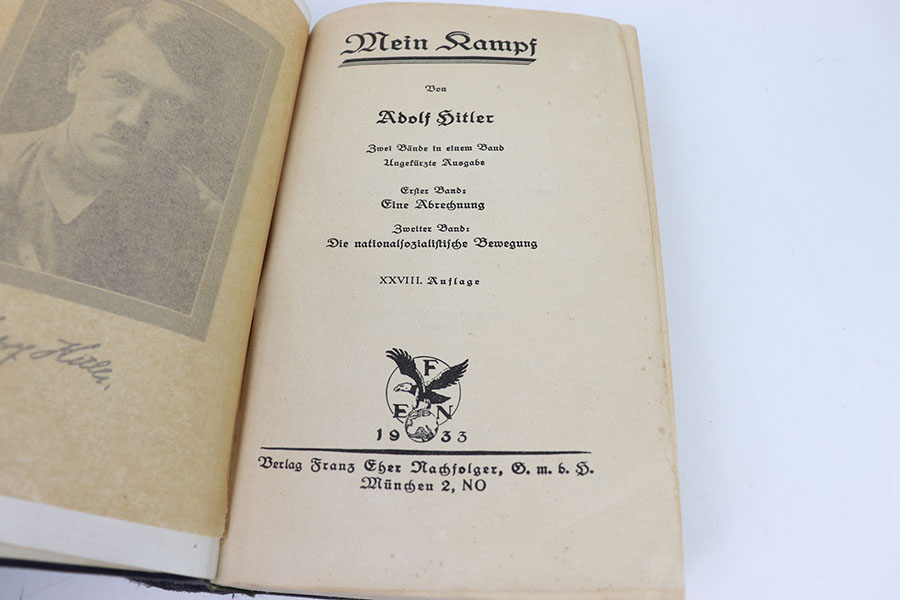 Hitler.
Mein Kampf
Von
Adolf Hitler
Zwei Bände in einem Band
Ungekürzte Ausgabe
Erster Band:
Eine Abrechnung
Zweiter Band:
Die nationalsozialistische Bewegung
XXVIII. Auflage
F
E N
1933
Verlag Franz Eher Nachfolger, G. m. b. H.
München 2, NO